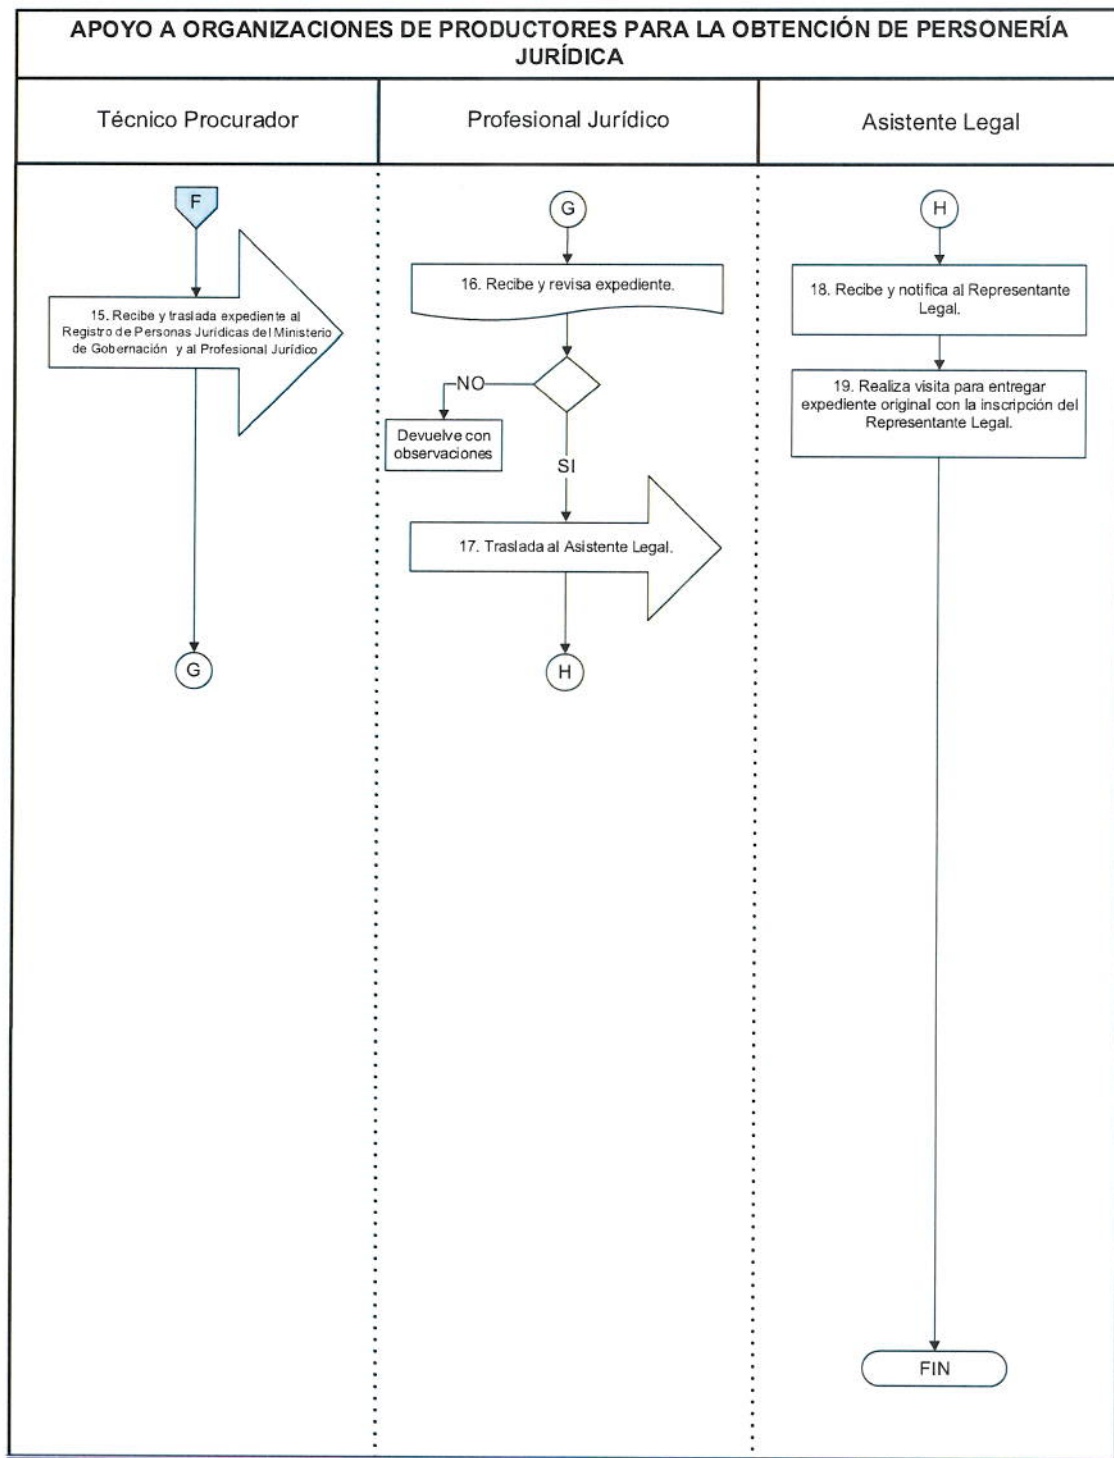 APOYO A ORGANIZACIONES DE PRODUCTORES PARA LA OBTENCIÓN DE PERSONERÍA
JURÍDICA
Técnico Procurador
Profesional Jurídico
Asistente Legal
F
15. Recibe y traslada expediente al
Registro de Personas Jurídicas del Ministerio
de Gobernación y al Profesional Jurídico
G
G
16. Recibe y revisa expediente.
NO
Devuelve con
observaciones
SI
17. Traslada al Asistente Legal.
H
H
18. Recibe y notifica al Representante
Legal.
19. Realiza visita para entregar
expediente original con la inscripción del
Representante Legal.
FIN